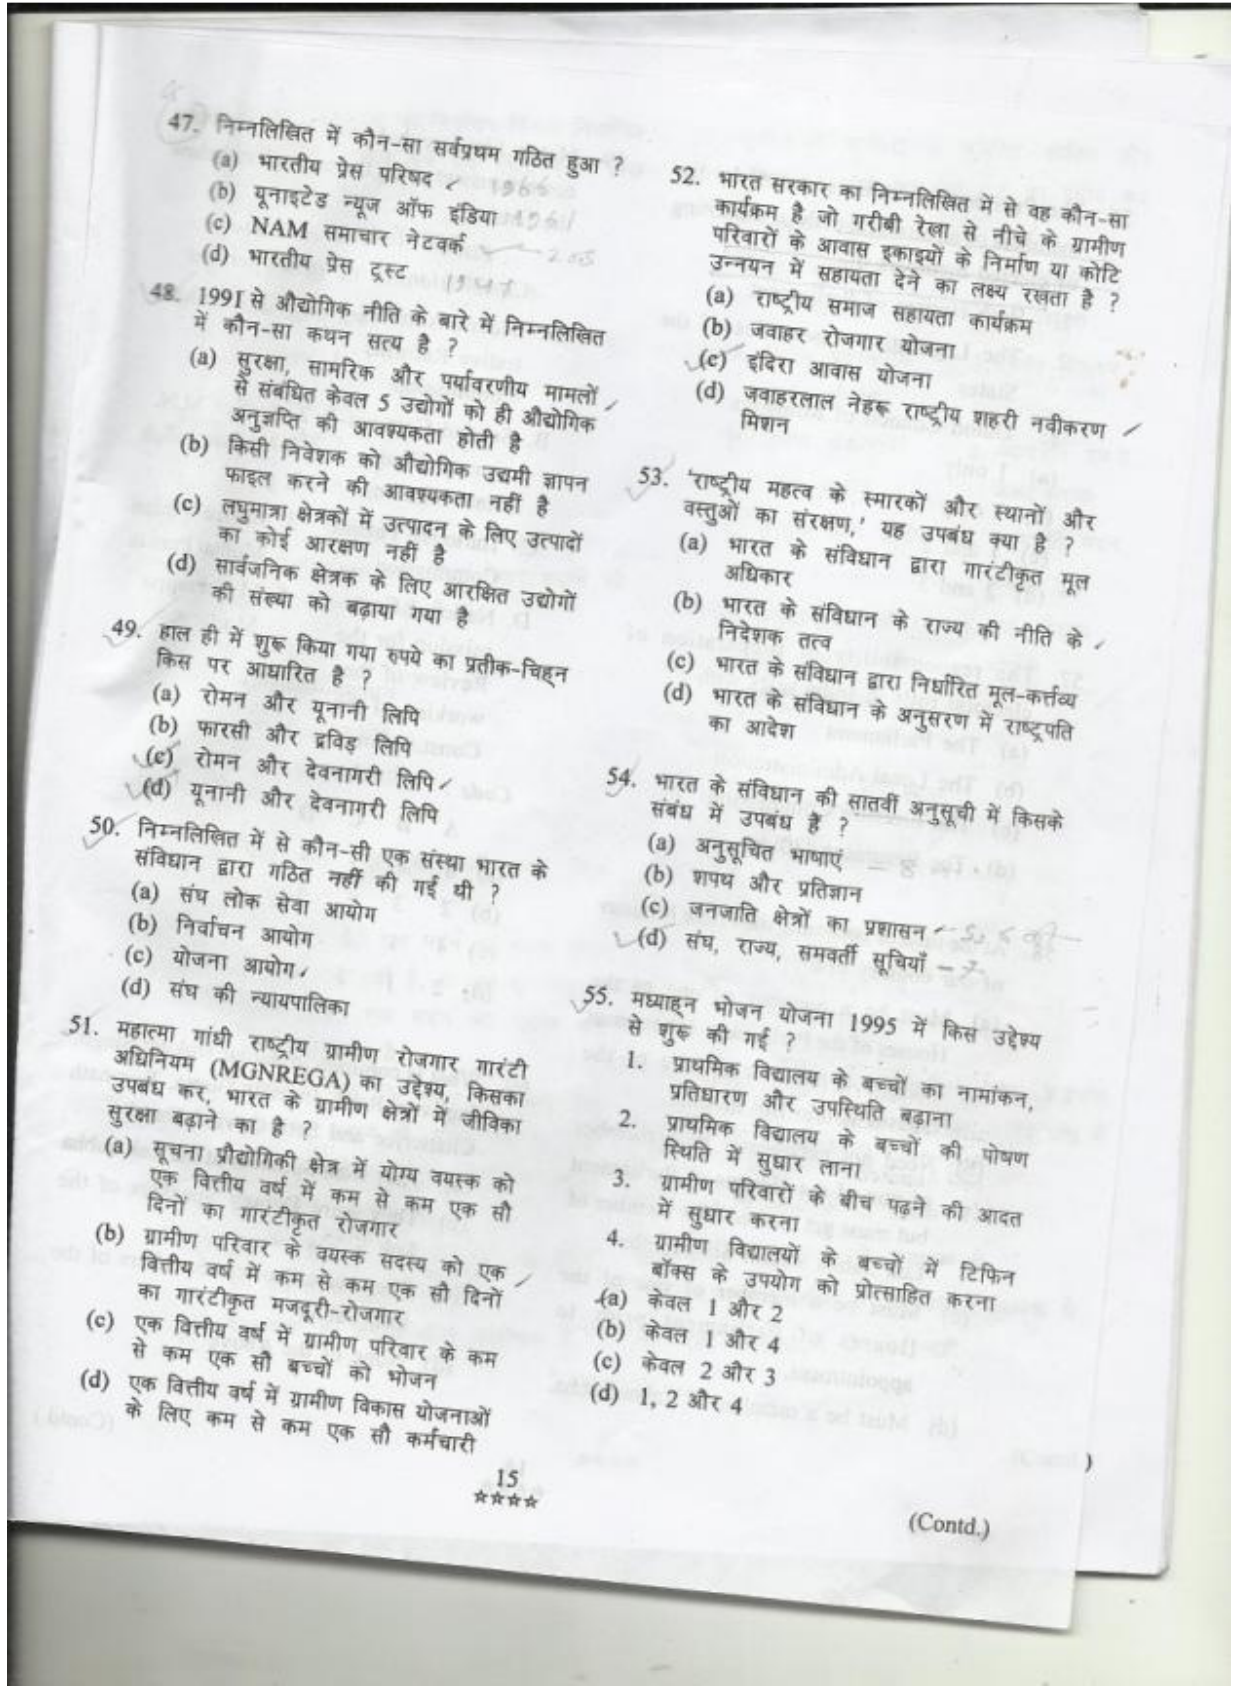 47. निम्नलिखित में कौन-सा सर्वप्रथम गठित हुआ ?
(a) भारतीय प्रेस परिषद 1966
(b) यूनाइटेड न्यूज ऑफ इंडिया 1961
(c) NAM समाचार नेटवर्क
(d) भारतीय प्रेस ट्रस्ट
48. 1991 से औद्योगिक नीति के बारे में निम्नलिखित
में कौन-सा कथन सत्य है ?
(a) सुरक्षा, सामरिक और पर्यावरणीय मामलों
से संबंधित केवल 5 उद्योगों को ही औद्योगिक
अनुज्ञप्ति की आवश्यकता होती है
(b) किसी निवेशक को औद्योगिक उद्यमी ज्ञापन
फाइल करने की आवश्यकता नहीं है
(c) लघुमात्रा क्षेत्रकों में उत्पादन के लिए उत्पादों
का कोई आरक्षण नहीं है
(d) सार्वजनिक क्षेत्रक के लिए आरक्षित उद्योगों
की संख्या को बढ़ाया गया है
49. हाल ही में शुरू किया गया रुपये का प्रतीक-चिह्न
किस पर आधारित है ?
(a) रोमन और यूनानी लिपि
(b) फारसी और द्रविड़ लिपि
(c) रोमन और देवनागरी लिपि
(d) यूनानी और देवनागरी लिपि
50. निम्नलिखित में से कौन-सी एक संस्था भारत के
संविधान द्वारा गठित नहीं की गई थी ?
(a) संघ लोक सेवा आयोग
(b) निर्वाचन आयोग
(c) योजना आयोग
(d) संघ की न्यायपालिका
51. महात्मा गांधी राष्ट्रीय ग्रामीण रोजगार गारंटी
अधिनियम (MGNREGA) का उद्देश्य, किसका
उपबंध कर, भारत के ग्रामीण क्षेत्रों में जीविका
सुरक्षा बढ़ाने का है ?
(a) सूचना प्रौद्योगिकी क्षेत्र में योग्य वयस्क को
एक वित्तीय वर्ष में कम से कम एक सौ
दिनों का गारंटीकृत रोजगार
(b) ग्रामीण परिवार के वयस्क सदस्य को एक
वित्तीय वर्ष में कम से कम एक सौ दिनों
का गारंटीकृत मजदूरी-रोजगार
(c) एक वित्तीय वर्ष में ग्रामीण परिवार के कम
से कम एक सौ बच्चों को भोजन
(d) एक वित्तीय वर्ष में ग्रामीण विकास योजनाओं
के लिए कम से कम एक सौ कर्मचारी
52. भारत सरकार का निम्नलिखित में से वह कौन-सा
कार्यक्रम है जो गरीबी रेखा से नीचे के ग्रामीण
परिवारों के आवास इकाइयों के निर्माण या कोटि
उन्नयन में सहायता देने का लक्ष्य रखता है ?
(a) राष्ट्रीय समाज सहायता कार्यक्रम
(b) जवाहर रोजगार योजना
(c) इंदिरा आवास योजना
(d) जवाहरलाल नेहरू राष्ट्रीय शहरी नवीकरण
मिशन
53. 'राष्ट्रीय महत्व के स्मारकों और स्थानों और
वस्तुओं का संरक्षण,' यह उपबंध क्या है ?
(a) भारत के संविधान द्वारा गारंटीकृत मूल
अधिकार
(b) भारत के संविधान के राज्य की नीति के
निदेशक तत्व
(c) भारत के संविधान द्वारा निर्धारित मूल-कर्त्तव्य
(d) भारत के संविधान के अनुसरण में राष्ट्रपति
का आदेश
54. भारत के संविधान की सातवीं अनुसूची में किसके
संबंध में उपबंध हैं ?
(a) अनुसूचित भाषाएं - 8
(b) शपथ और प्रतिज्ञान
(c) जनजाति क्षेत्रों का प्रशासन
(d) संघ, राज्य, समवर्ती सूचियाँ - 7
55. मध्याह्न भोजन योजना 1995 में किस उद्देश्य
से शुरू की गई ?
1. प्राथमिक विद्यालय के बच्चों का नामांकन,
प्रतिधारण और उपस्थिति बढ़ाना
2. प्राथमिक विद्यालय के बच्चों की पोषण
स्थिति में सुधार लाना
3. ग्रामीण परिवारों के बीच पढ़ने की आदत
में सुधार करना
4. ग्रामीण विद्यालयों के बच्चों में टिफिन
बॉक्स के उपयोग को प्रोत्साहित करना
(a) केवल 1 और 2
(b) केवल 1 और 4
(c) केवल 2 और 3
(d) 1, 2 और 4
15
☆☆☆☆
(Contd.)